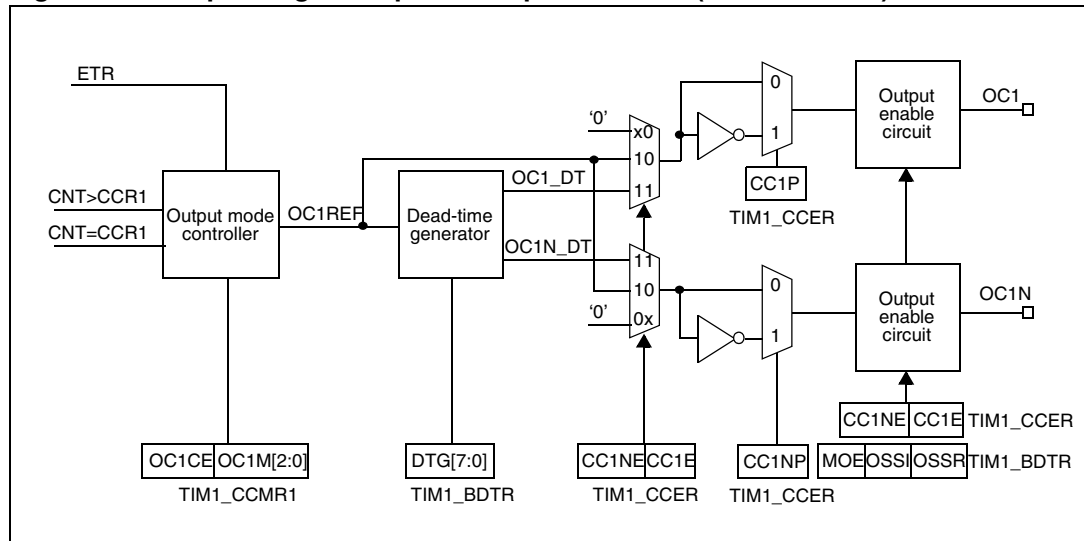 ETR
CNT>CCR1
CNT=CCR1
Output mode
controller
OC1REF
Dead-time
generator
OC1_DT
OC1N_DT
‘0’
x0
10
11
11
10
0x
‘0’
0
1
CC1P
TIM1_CCER
0
1
Output
enable
circuit
OC1
Output
enable
circuit
OC1N
CC1NE CC1E TIM1_CCER
MOE OSSI OSSR TIM1_BDTR
OC1CE OC1M[2:0]
TIM1_CCMR1
DTG[7:0]
TIM1_BDTR
CC1NE CC1E
TIM1_CCER
CC1NP
TIM1_CCER